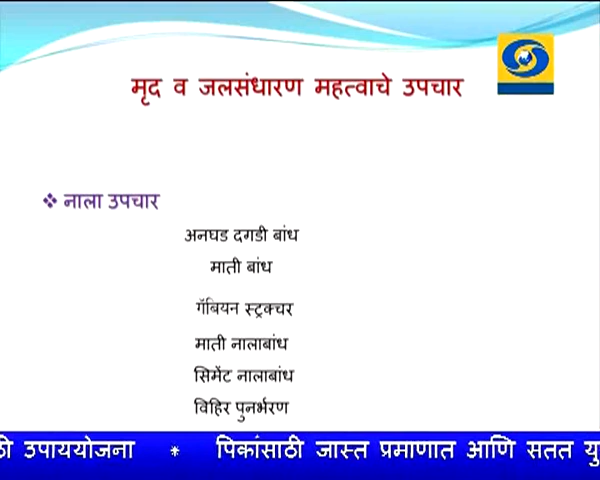 मृद व जलसंधारण महत्वाचे उपचार
❖ नाला उपचार
अनघड दगडी बांध
माती बांध
गॅबियन स्ट्रक्चर
माती नालाबांध
सिमेंट नालाबांध
विहिर पुनर्भरण
उपाययोजना * पिकांसाठी जास्त प्रमाणात आणि सतत